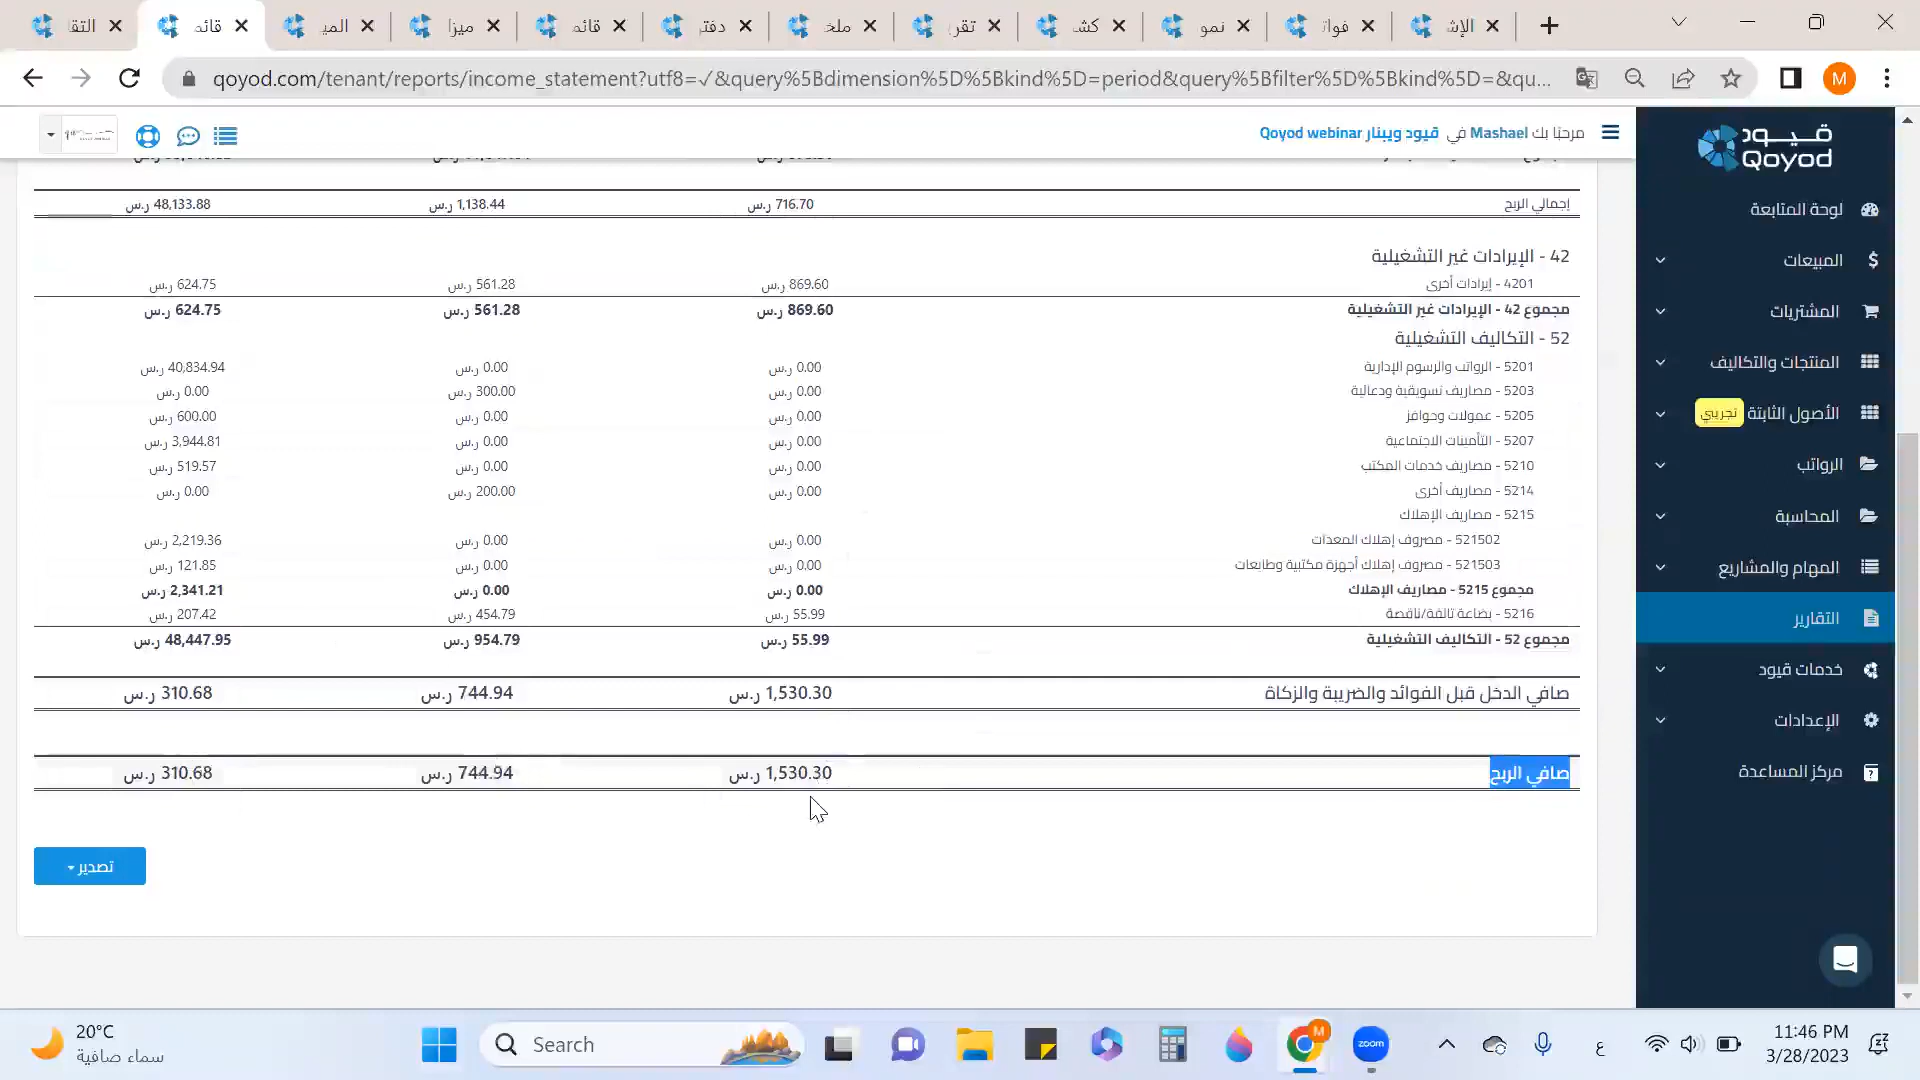 التقا
قائم
المي
ميزا
قائم
دفتر
ملخ
تقر
كش
نمو
فوات
الإش
qoyod.com/tenant/reports/income_statement?utf8=✓&query%5Bdimension%5D%5Bkind%5D=period&query%5Bfilter%5D%5Bkind%5D=&qu...
M
مرحبًا بك Mashael في قيود ويبنار Qoyod webinar
قيود
Qoyod
لوحة المتابعة
المبيعات
المشتريات
المنتجات والتكاليف
الأصول الثابتة تجريبي
الرواتب
المحاسبة
المهام والمشاريع
التقارير
خدمات قيود
الإعدادات
مركز المساعدة
إجمالي الربح 716.70 ر.س 1,138.44 ر.س 48,133.88 ر.س
42 - الإيرادات غير التشغيلية
4201 - إيرادات أخرى 869.60 ر.س 561.28 ر.س 624.75 ر.س
مجموع 42 - الإيرادات غير التشغيلية 869.60 ر.س 561.28 ر.س 624.75 ر.س
52 - التكاليف التشغيلية
5201 - الرواتب والرسوم الإدارية 0.00 ر.س 0.00 ر.س 40,834.94 ر.س
5203 - مصاريف تسويقية ودعائية 0.00 ر.س 300.00 ر.س 0.00 ر.س
5205 - عمولات وحوافز 0.00 ر.س 0.00 ر.س 600.00 ر.س
5207 - التأمينات الاجتماعية 0.00 ر.س 0.00 ر.س 3,944.81 ر.س
5210 - مصاريف خدمات المكتب 0.00 ر.س 0.00 ر.س 519.57 ر.س
5214 - مصاريف أخرى 0.00 ر.س 200.00 ر.س 0.00 ر.س
5215 - مصاريف الإهلاك
521502 - مصروف إهلاك المعدات 0.00 ر.س 0.00 ر.س 2,219.36 ر.س
521503 - مصروف إهلاك أجهزة مكتبية وطابعات 0.00 ر.س 0.00 ر.س 121.85 ر.س
مجموع 5215 - مصاريف الإهلاك 0.00 ر.س 0.00 ر.س 2,341.21 ر.س
5216 - بضاعة تالفة/ناقصة 55.99 ر.س 454.79 ر.س 207.42 ر.س
مجموع 52 - التكاليف التشغيلية 55.99 ر.س 954.79 ر.س 48,447.95 ر.س
صافي الدخل قبل الفوائد والضريبة والزكاة 1,530.30 ر.س 744.94 ر.س 310.68 ر.س
صافي الربح 1,530.30 ر.س 744.94 ر.س 310.68 ر.س
تصدير
20°C
سماء صافية
Search
M
zoom
ع
11:46 PM
3/28/2023